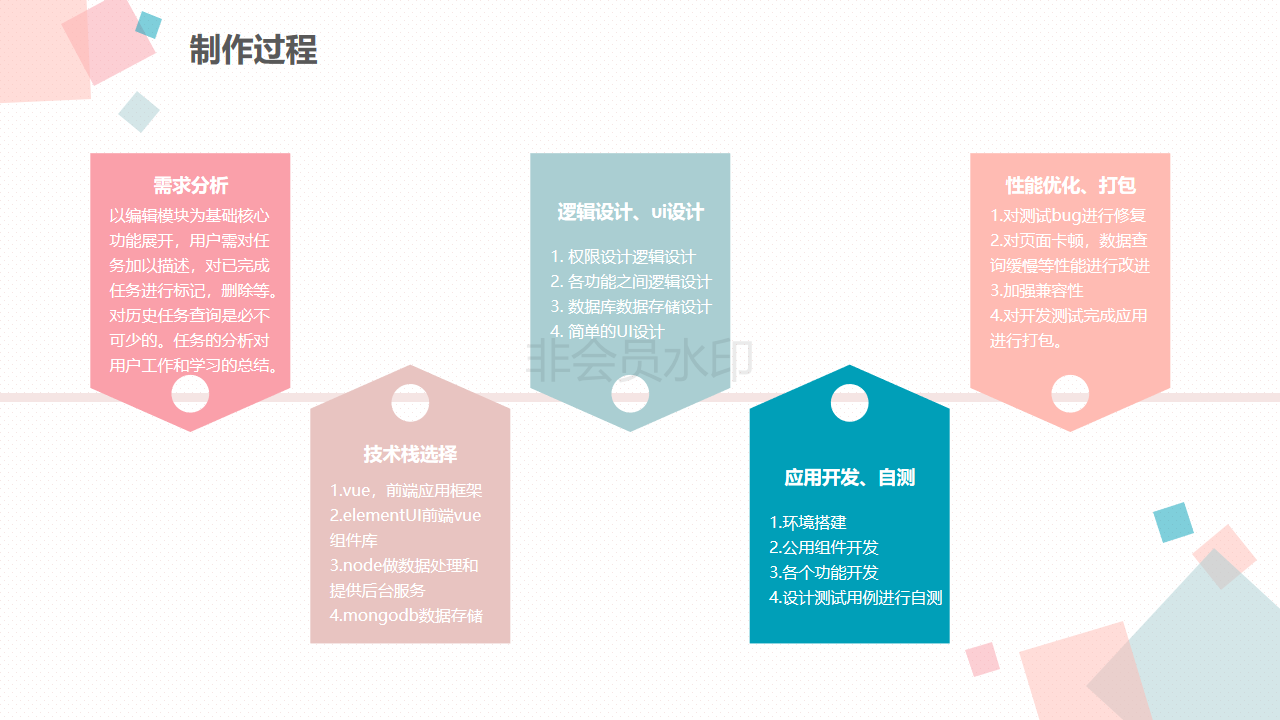 制作过程
需求分析
以编辑模块为基础核心
功能展开，用户需对任
务加以描述，对已完成
任务进行标记，删除等。
对历史任务查询是必不
可少的。任务的分析对
用户工作和学习的总结。
技术栈选择
1.vue，前端应用框架
2.elementUI前端vue
组件库
3.node做数据处理和
提供后台服务
4.mongodb数据存储
逻辑设计、ui设计
1. 权限设计逻辑设计
2. 各功能之间逻辑设计
3. 数据库数据存储设计
4. 简单的UI设计
非会员水印
应用开发、自测
1.环境搭建
2.公用组件开发
3.各个功能开发
4.设计测试用例进行自测
性能优化、打包
1.对测试bug进行修复
2.对页面卡顿，数据查
询缓慢等性能进行改进
3.加强兼容性
4.对开发测试完成应用
进行打包。